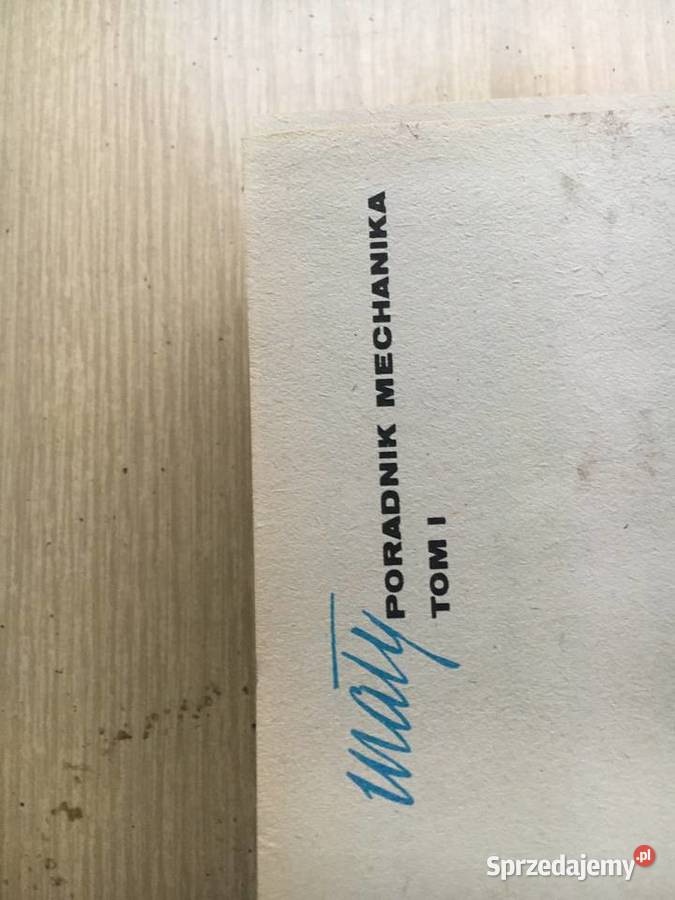 mały
PORADNIK MECHANIKA
TOM I
Sprzedajemy.pl